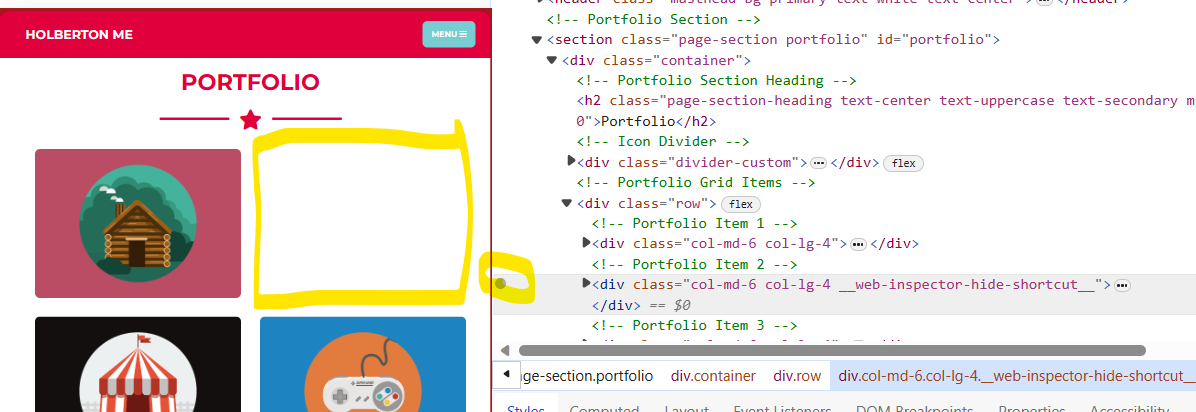 <header class="masthead bg-primary text-white text-center"> </header>
<!-- Portfolio Section -->
<section class="page-section portfolio" id="portfolio">
<div class="container">
<!-- Portfolio Section Heading -->
<h2 class="page-section-heading text-center text-uppercase text-secondary m
0">Portfolio</h2>
<!-- Icon Divider -->
<div class="divider-custom"> </div> flex
<!-- Portfolio Grid Items -->
<div class="row"> flex
<!-- Portfolio Item 1 -->
<div class="col-md-6 col-lg-4"> </div>
<!-- Portfolio Item 2 -->
<div class="col-md-6 col-lg-4 __web-inspector-hide-shortcut__">
</div> == $0
<!-- Portfolio Item 3 -->
HOLBERTON ME
MENU
PORTFOLIO
age-section.portfolio div.container div.row div.col-md-6.col-lg-4.__web-inspector-hide-shortcut__
Styles Computed Layout Event Listeners DOM Breakpoints Properties Accessibility